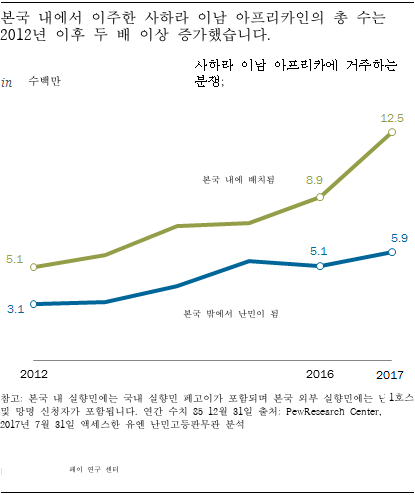 본국 내에서 이주한 사하라 이남 아프리카인의 총 수는
2012년 이후 두 배 이상 증가했습니다.
in 수백만
사하라 이남 아프리카에 거주하는
분쟁;
12.5
본국 내에 배치됨
8.9
5.1
5.9
5.1
3.1
본국 밖에서 난민이 됨
2012
2016
2017
참고: 본국 내 실향민에는 국내 실향민 페고이가 포함되며 본국 외부 실향민에는 1호스
및 망명 신청자가 포함됩니다. 연간 수치 35 12월 31일 출처: PewResearch Center,
2017년 7월 31일 액세스한 유엔 난민고등판무관 분석
페이 연구 센터